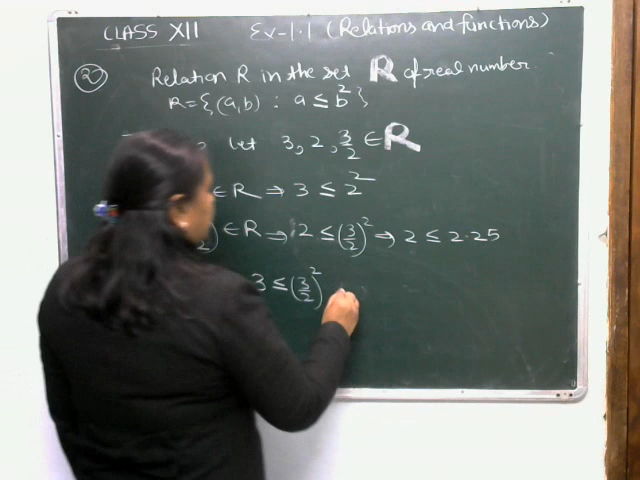 CLASS XII Ex-1.1 (Relations and functions)
② Relation R in the set R of real number.
R = {(a,b) : a ≤ b²}
let 3, 2, 3/2 ∈ R
∈ R ⇒ 3 ≤ 2²
2) ∈ R ⇒ 2 ≤ (3/2)² ⇒ 2 ≤ 2.25
3 ≤ (3/2)²